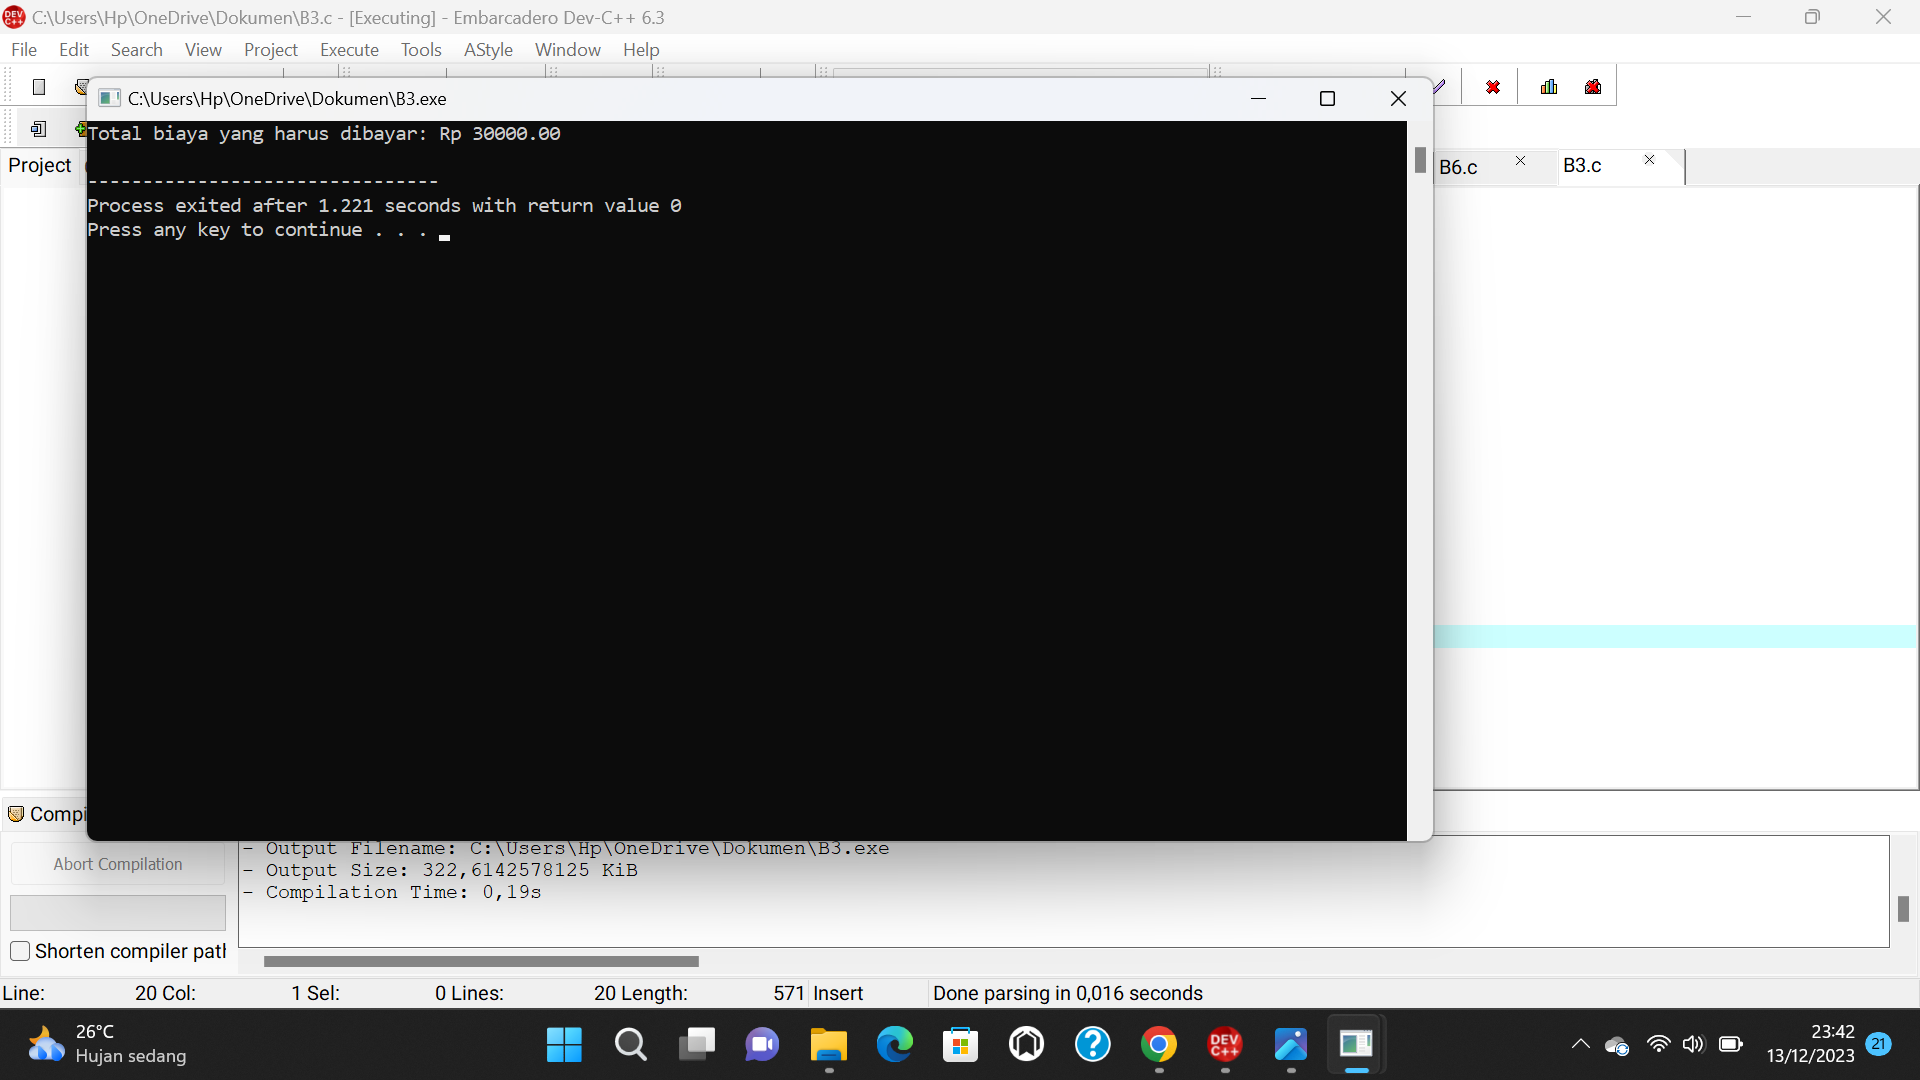 C:\Users\Hp\OneDrive\Dokumen\B3.c - [Executing] - Embarcadero Dev-C++ 6.3
File Edit Search View Project Execute Tools AStyle Window Help
C:\Users\Hp\OneDrive\Dokumen\B3.exe
Total biaya yang harus dibayar: Rp 30000.00
--------------------------------
Process exited after 1.221 seconds with return value 0
Press any key to continue . . .
Project
B6.c B3.c
Compi
Abort Compilation
Shorten compiler path
- Output Filename: C:\Users\Hp\OneDrive\Dokumen\B3.exe
- Output Size: 322,6142578125 KiB
- Compilation Time: 0,19s
Line: 20 Col: 1 Sel: 0 Lines: 20 Length: 571 Insert Done parsing in 0,016 seconds
26°C
Hujan sedang
DEV C++
23:42
13/12/2023
21